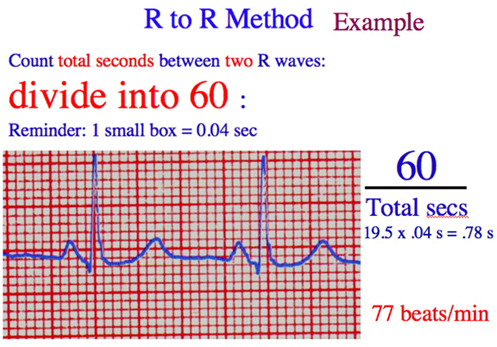 R to R Method Example
Count total seconds between two R waves:
divide into 60 :
Reminder: 1 small box = 0.04 sec
60
Total secs
19.5 x .04 s = .78 s
77 beats/min